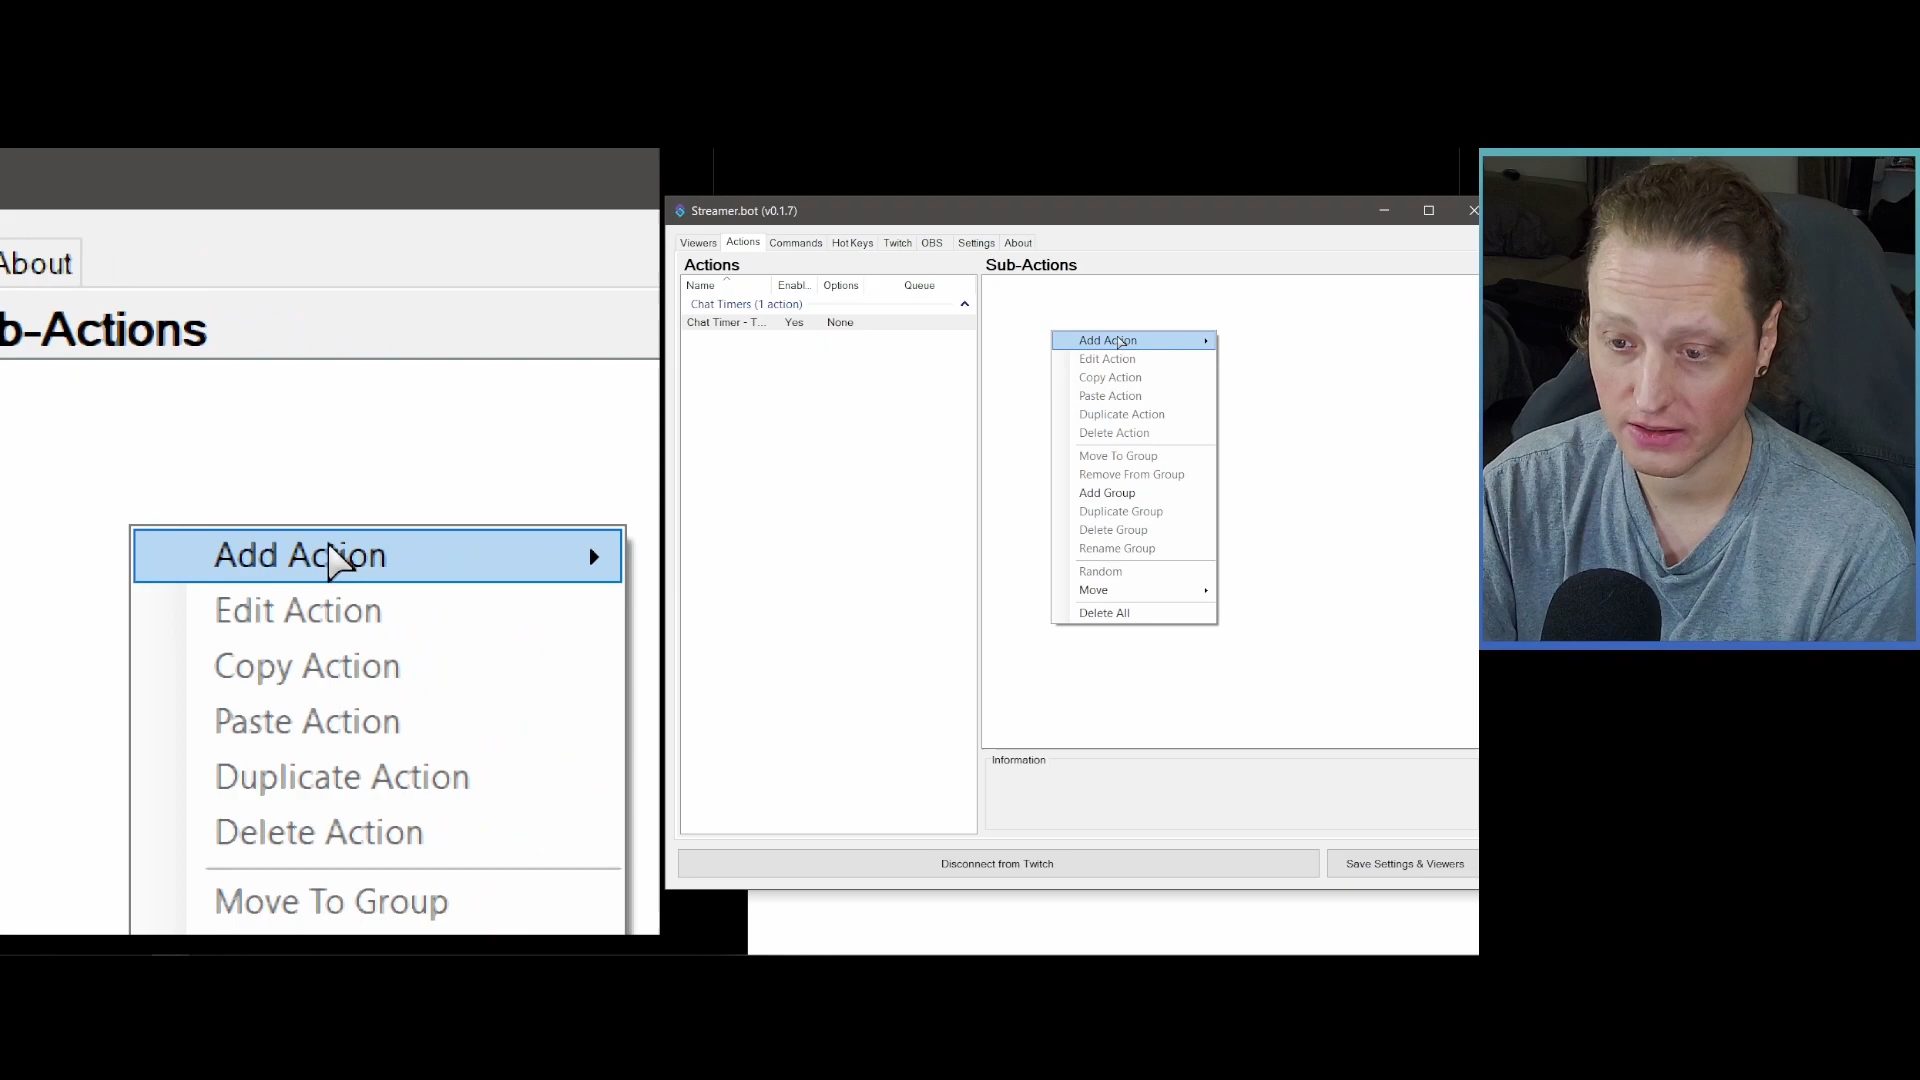 About
b-Actions
Add Action
Edit Action
Copy Action
Paste Action
Duplicate Action
Delete Action
Move To Group
Streamer.bot (v0.1.7)
Viewers Actions Commands Hot Keys Twitch OBS Settings About
Actions
Name Enabl... Options Queue
Chat Timers (1 action)
Chat Timer - T... Yes None
Sub-Actions
Add Action
Edit Action
Copy Action
Paste Action
Duplicate Action
Delete Action
Move To Group
Remove From Group
Add Group
Duplicate Group
Delete Group
Rename Group
Random
Move
Delete All
Information
Disconnect from Twitch
Save Settings & Viewers